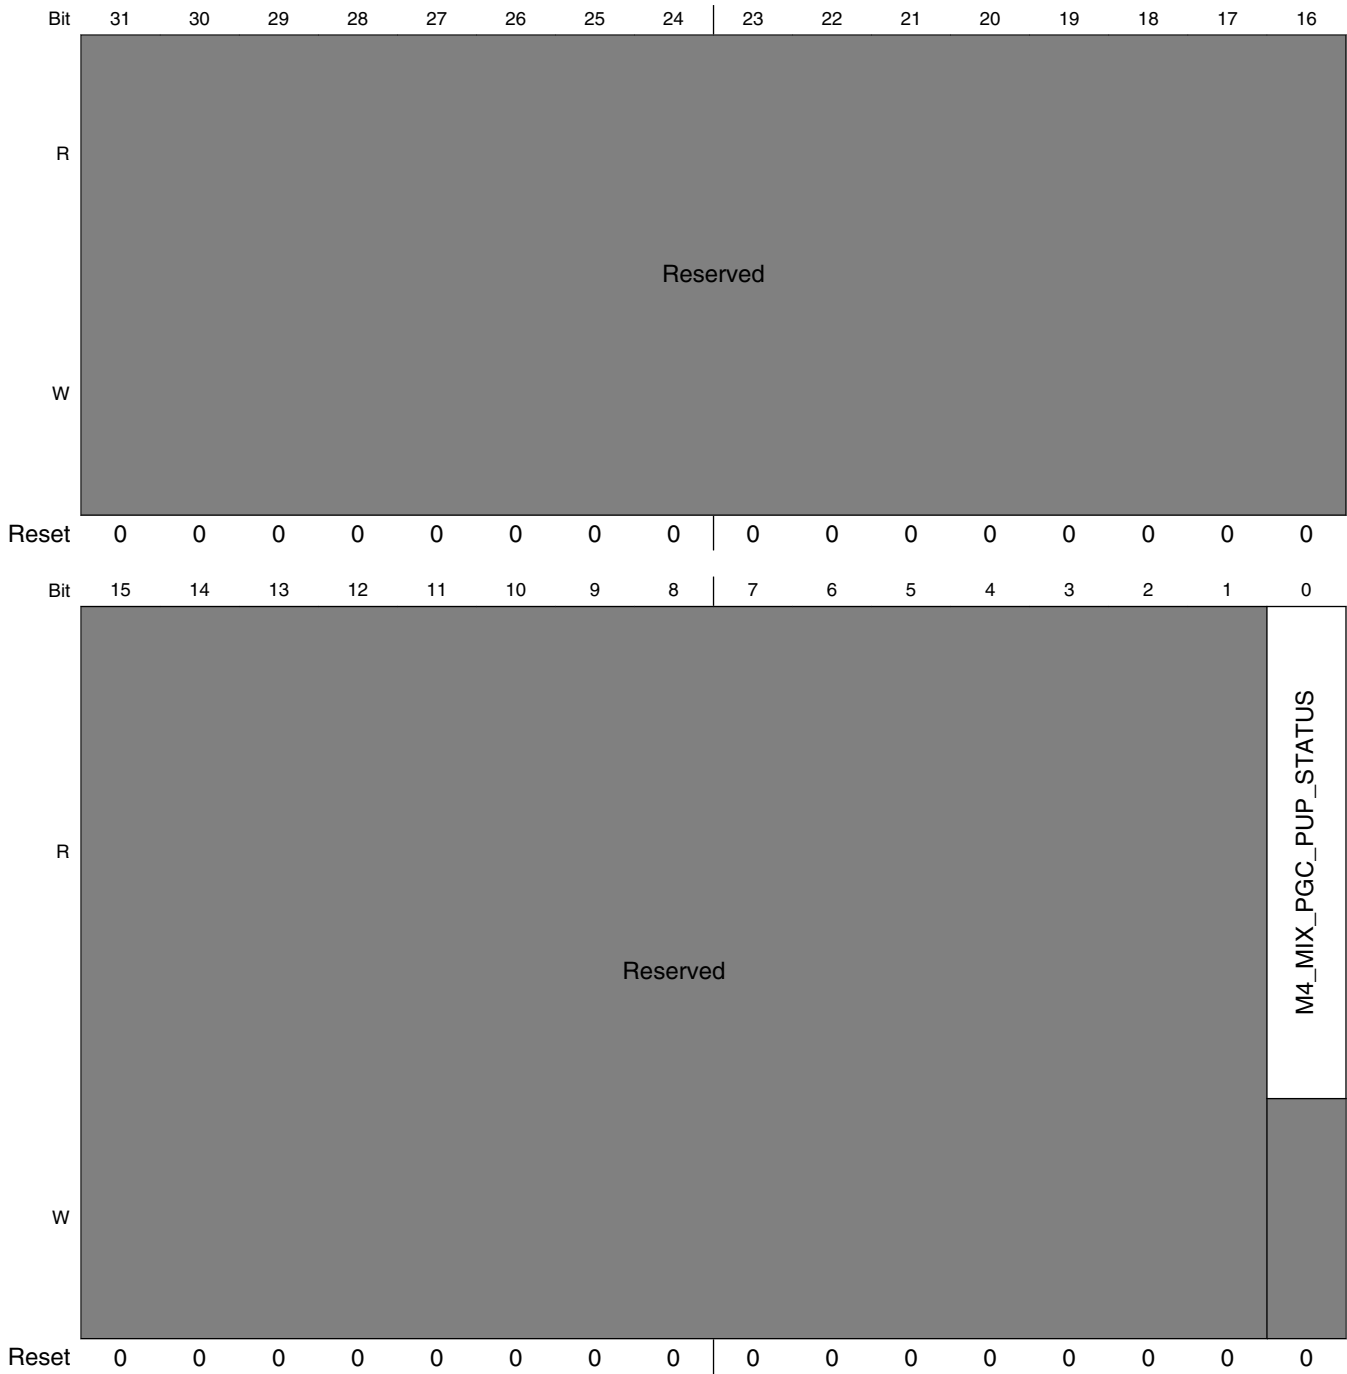 Bit 31 30 29 28 27 26 25 24 23 22 21 20 19 18 17 16
R
Reserved
W
Reset 0 0 0 0 0 0 0 0 0 0 0 0 0 0 0 0
Bit 15 14 13 12 11 10 9 8 7 6 5 4 3 2 1 0
M4_MIX_PGC_PUP_STATUS
R
Reserved
W
Reset 0 0 0 0 0 0 0 0 0 0 0 0 0 0 0 0